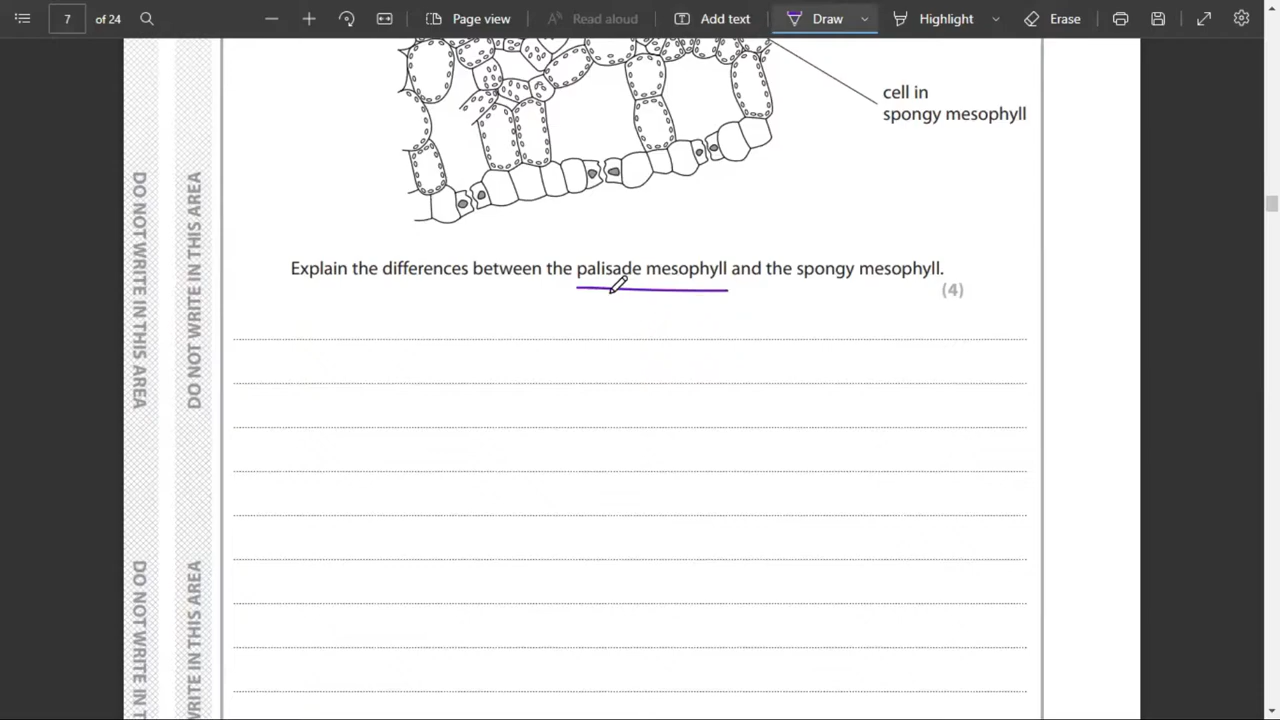 7 of 24 Page view Read aloud Add text Draw Highlight Erase
cell in
spongy mesophyll
Explain the differences between the palisade mesophyll and the spongy mesophyll.
(4)
DO NOT WRITE IN THIS AREA
DO NOT WRITE IN THIS AREA
DO NOT WRITE IN T
WRITE IN THIS AREA